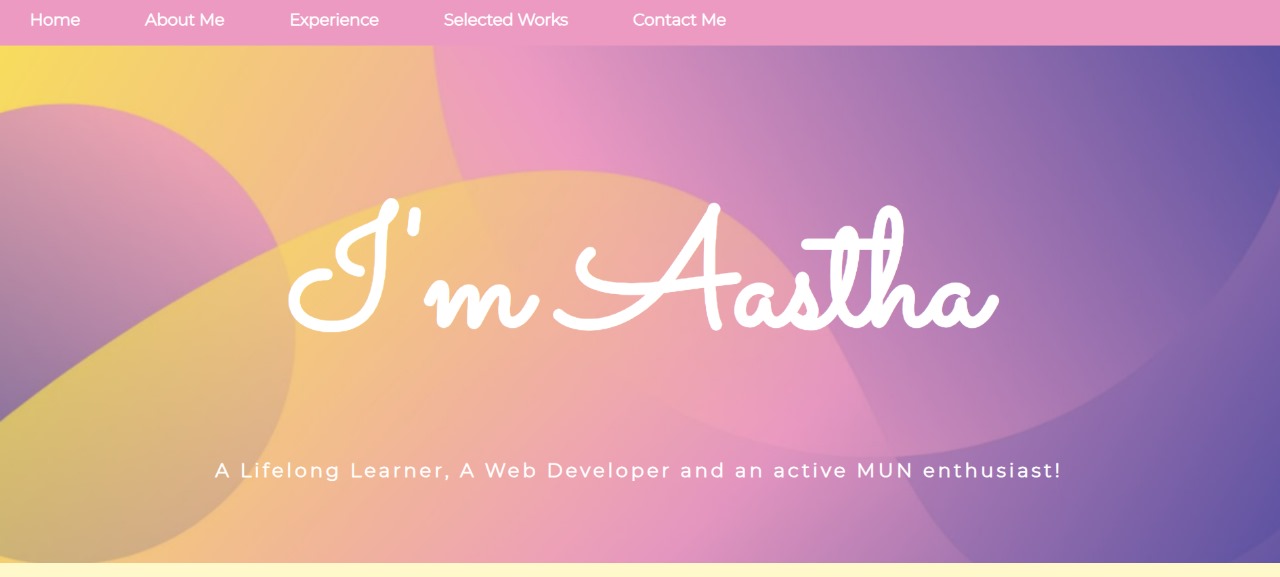 Home About Me Experience Selected Works Contact Me
I'm Aastha
A Lifelong Learner, A Web Developer and an active MUN enthusiast!